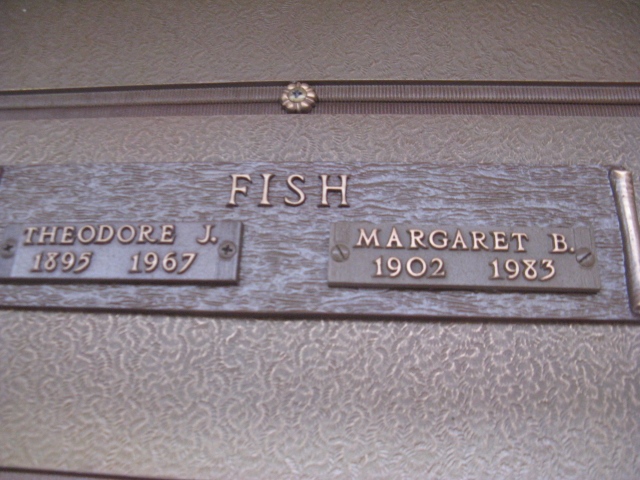 FISH
THEODORE J.
1895 1967
MARGARET B.
1902 1983